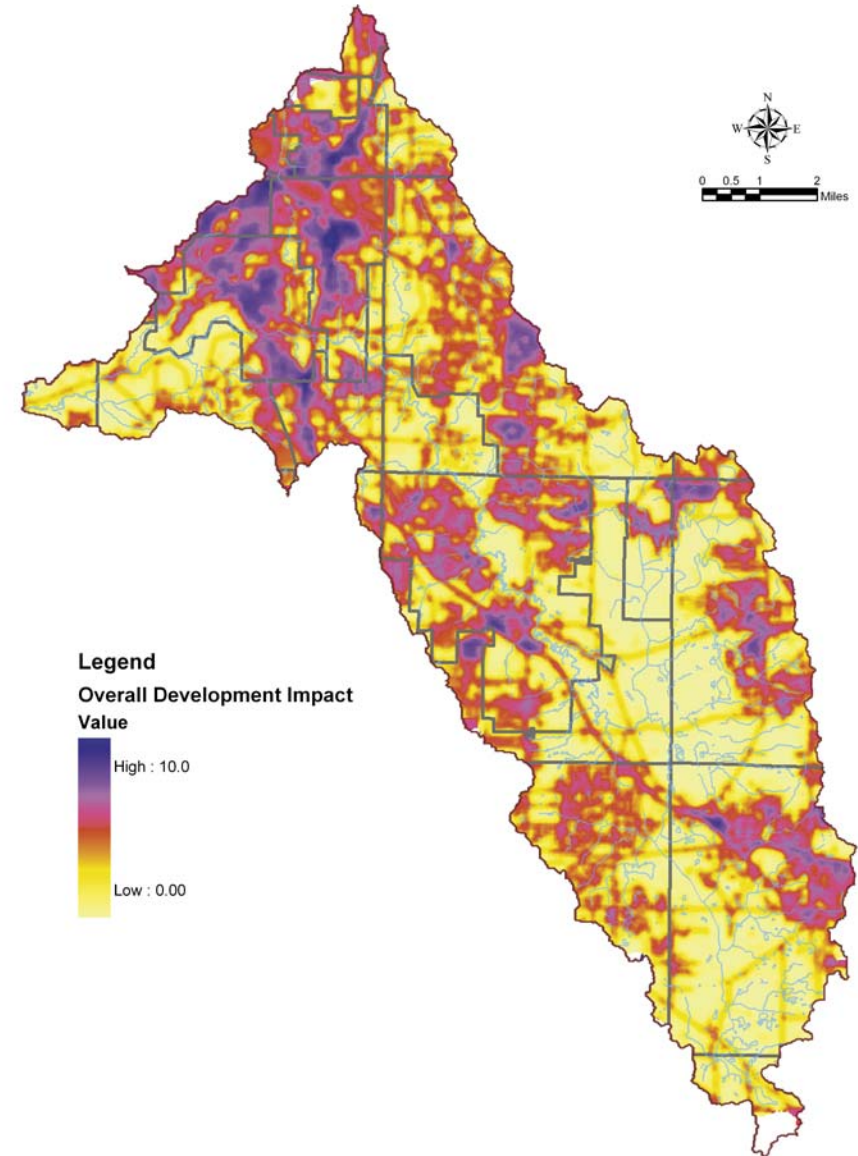 N
W E
S
0 0.5 1 2
Miles
Legend
Overall Development Impact
Value
High : 10.0
Low : 0.00